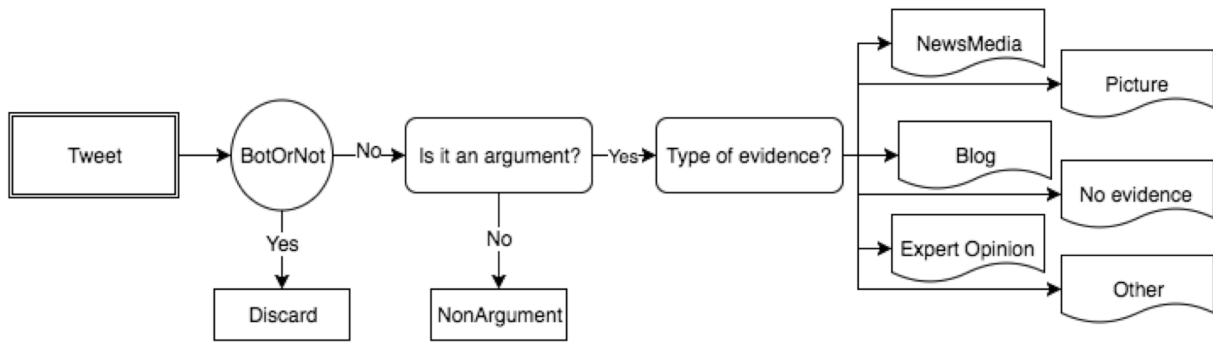 Tweet
BotOrNot
No
Is it an argument?
Yes
Type of evidence?
NewsMedia
Picture
Blog
No evidence
Expert Opinion
Other
Yes
No
Discard
NonArgument